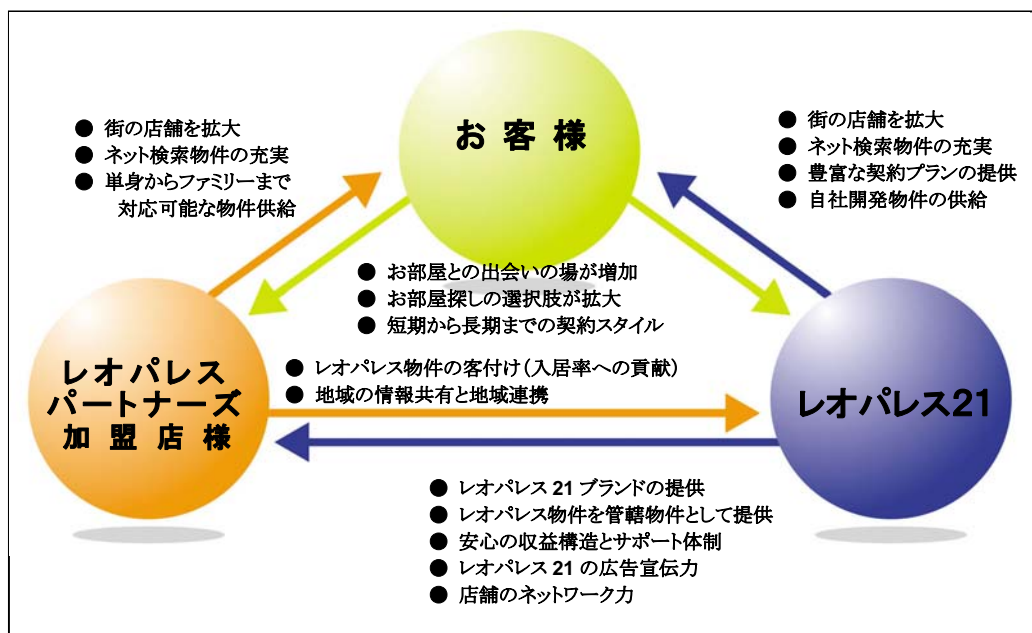 お客様
● 街の店舗を拡大
● ネット検索物件の充実
● 単身からファミリーまで
対応可能な物件供給
● 街の店舗を拡大
● ネット検索物件の充実
● 豊富な契約プランの提供
● 自社開発物件の供給
● お部屋との出会いの場が増加
● お部屋探しの選択肢が拡大
● 短期から長期までの契約スタイル
レオパレス
パートナーズ
加盟店様
● レオパレス物件の客付け(入居率への貢献)
● 地域の情報共有と地域連携
レオパレス21
● レオパレス 21 ブランドの提供
● レオパレス物件を管轄物件として提供
● 安心の収益構造とサポート体制
● レオパレス 21 の広告宣伝力
● 店舗のネットワーク力